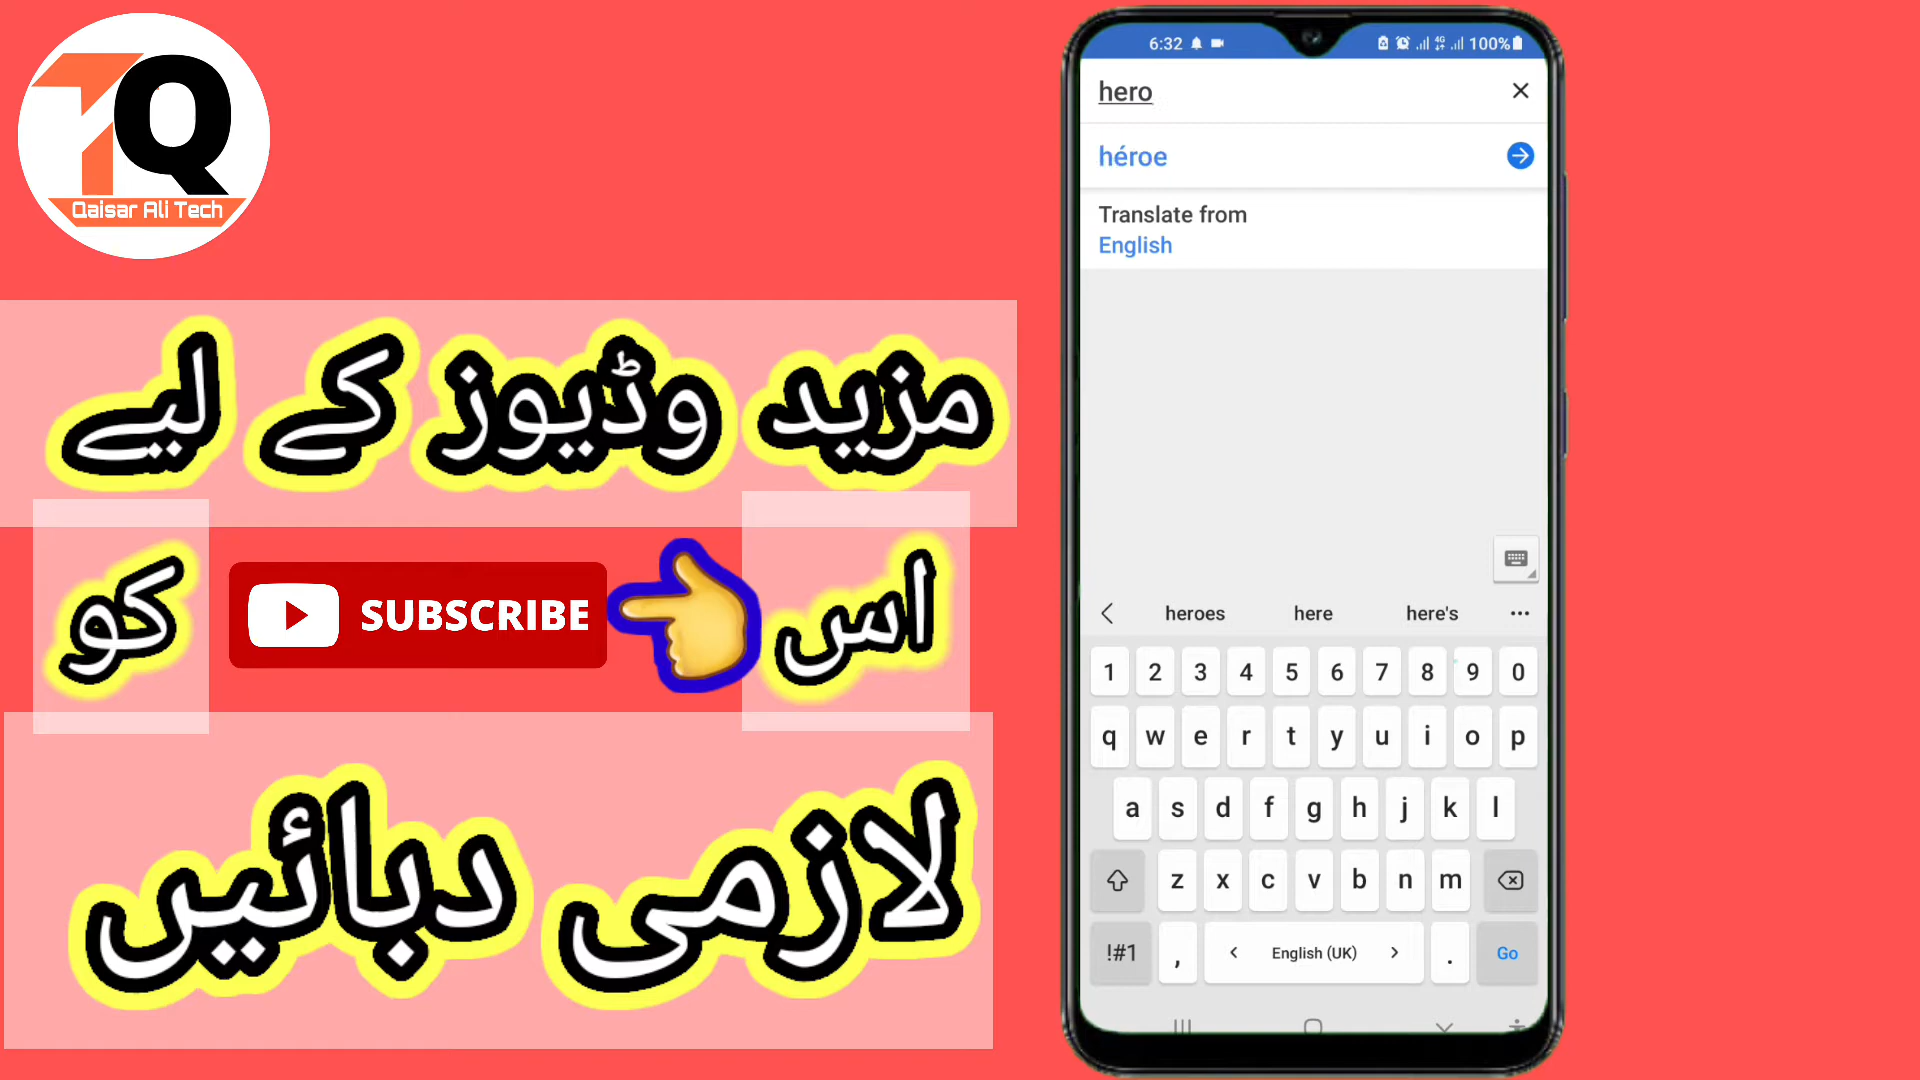 Qaisar Ali Tech
مزید وڈیوز کے لیے
اس SUBSCRIBE کو
لازمی دبائیں
6:32 4G 100%
hero
héroe
Translate from
English
heroes here here's
1 2 3 4 5 6 7 8 9 0
q w e r t y u i o p
a s d f g h j k l
z x c v b n m
!#1 , < English (UK) > . Go